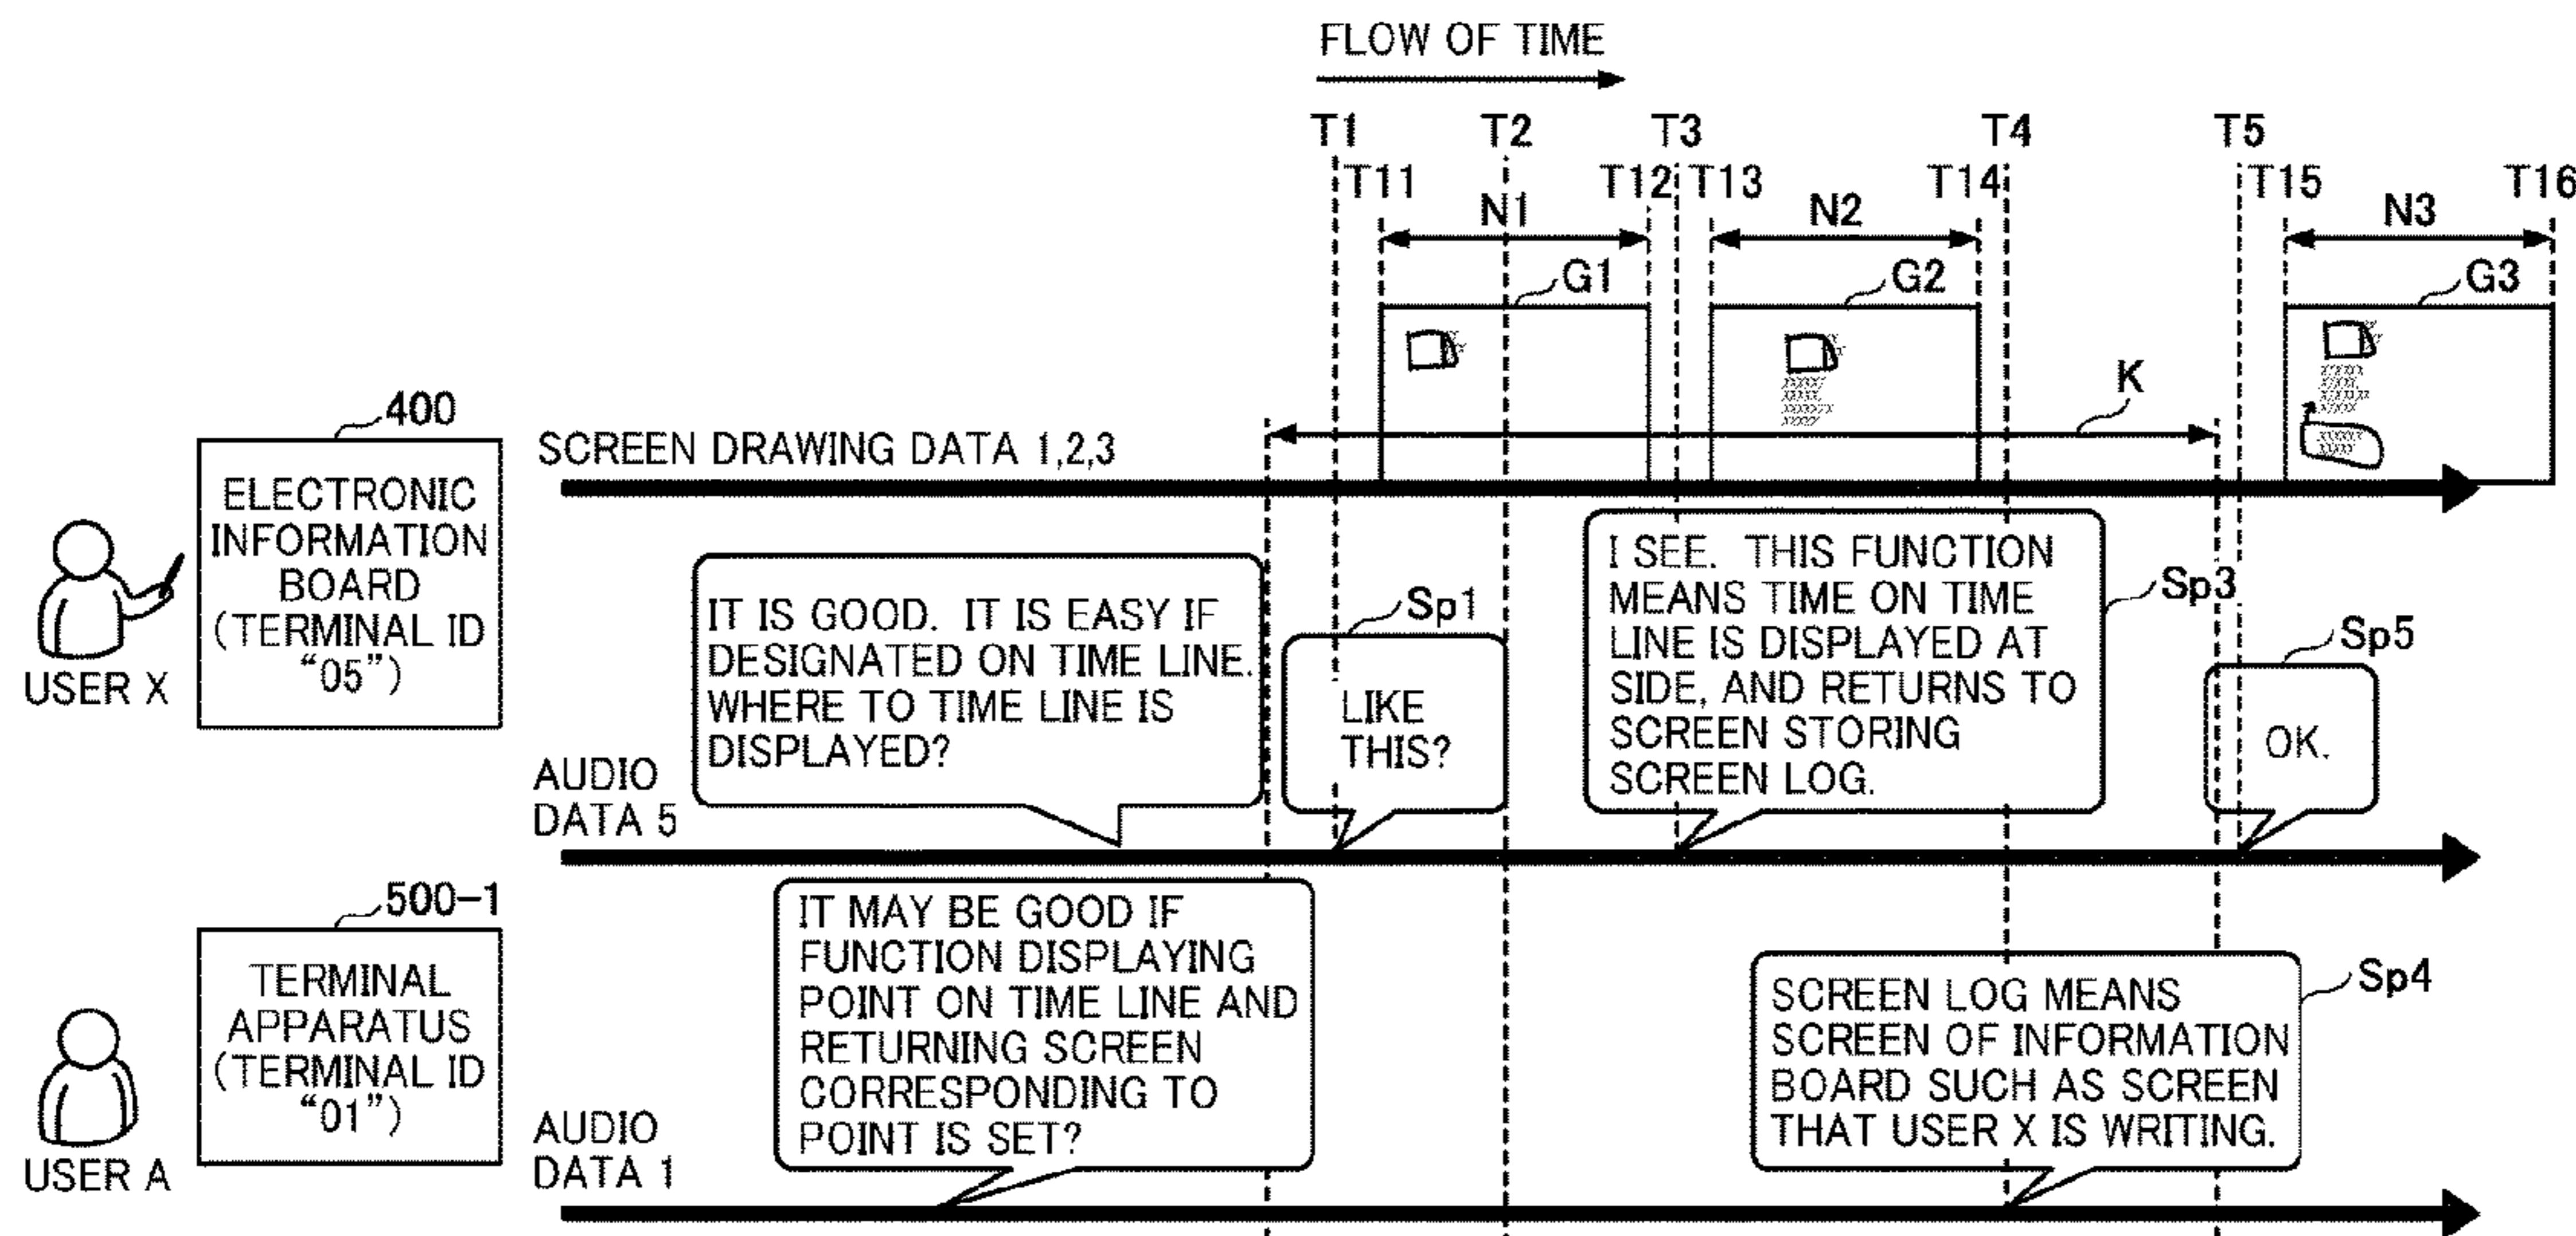 FLOW OF TIME
T1
T2
T3
T4
T5
T11
T12
T13
T14
T15
T16
N1
N2
N3
G1
G2
G3
K
400
SCREEN DRAWING DATA 1,2,3
ELECTRONIC
INFORMATION
BOARD
(TERMINAL ID
“05”)
USER X
IT IS GOOD. IT IS EASY IF
DESIGNATED ON TIME LINE.
WHERE TO TIME LINE IS
DISPLAYED?
Sp1
LIKE
THIS?
I SEE. THIS FUNCTION
MEANS TIME ON TIME
LINE IS DISPLAYED AT
SIDE, AND RETURNS TO
SCREEN STORING
SCREEN LOG.
Sp3
Sp5
OK.
AUDIO
DATA 5
500-1
TERMINAL
APPARATUS
(TERMINAL ID
“01”)
USER A
IT MAY BE GOOD IF
FUNCTION DISPLAYING
POINT ON TIME LINE AND
RETURNING SCREEN
CORRESPONDING TO
POINT IS SET?
Sp4
SCREEN LOG MEANS
SCREEN OF INFORMATION
BOARD SUCH AS SCREEN
THAT USER X IS WRITING.
AUDIO
DATA 1